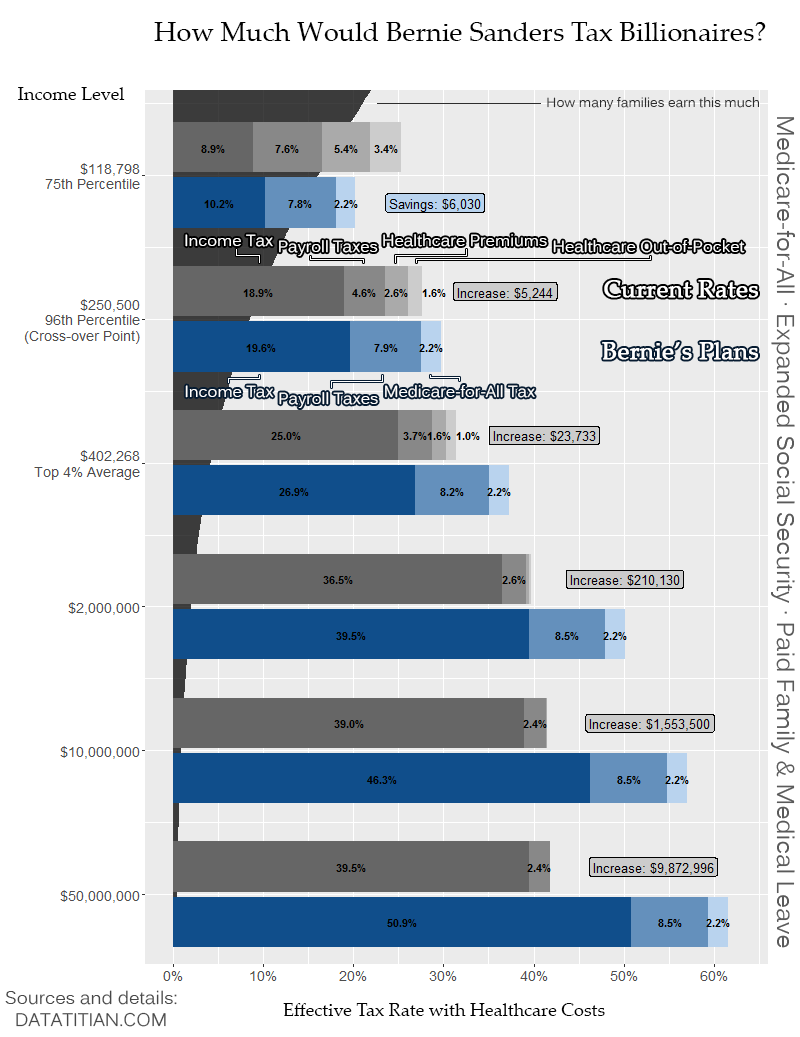 How Much Would Bernie Sanders Tax Billionaires?
Income Level
How many families earn this much
8.9% 7.6% 5.4% 3.4%
$118,798
75th Percentile
10.2% 7.8% 2.2% Savings: $6,030
Income Tax Payroll Taxes Healthcare Premiums Healthcare Out-of-Pocket
18.9% 4.6% 2.6% 1.6% Increase: $5,244 Current Rates
$250,500
96th Percentile
(Cross-over Point)
19.6% 7.9% 2.2% Bernie's Plans
Income Tax Payroll Taxes Medicare-for-All Tax
25.0% 3.7% 1.6% 1.0% Increase: $23,733
$402,268
Top 4% Average
26.9% 8.2% 2.2%
36.5% 2.6% Increase: $210,130
$2,000,000
39.5% 8.5% 2.2%
39.0% 2.4% Increase: $1,553,500
$10,000,000
46.3% 8.5% 2.2%
39.5% 2.4% Increase: $9,872,996
$50,000,000
50.9% 8.5% 2.2%
0% 10% 20% 30% 40% 50% 60%
Effective Tax Rate with Healthcare Costs
Medicare-for-All · Expanded Social Security · Paid Family & Medical Leave
Sources and details:
DATATITIAN.COM